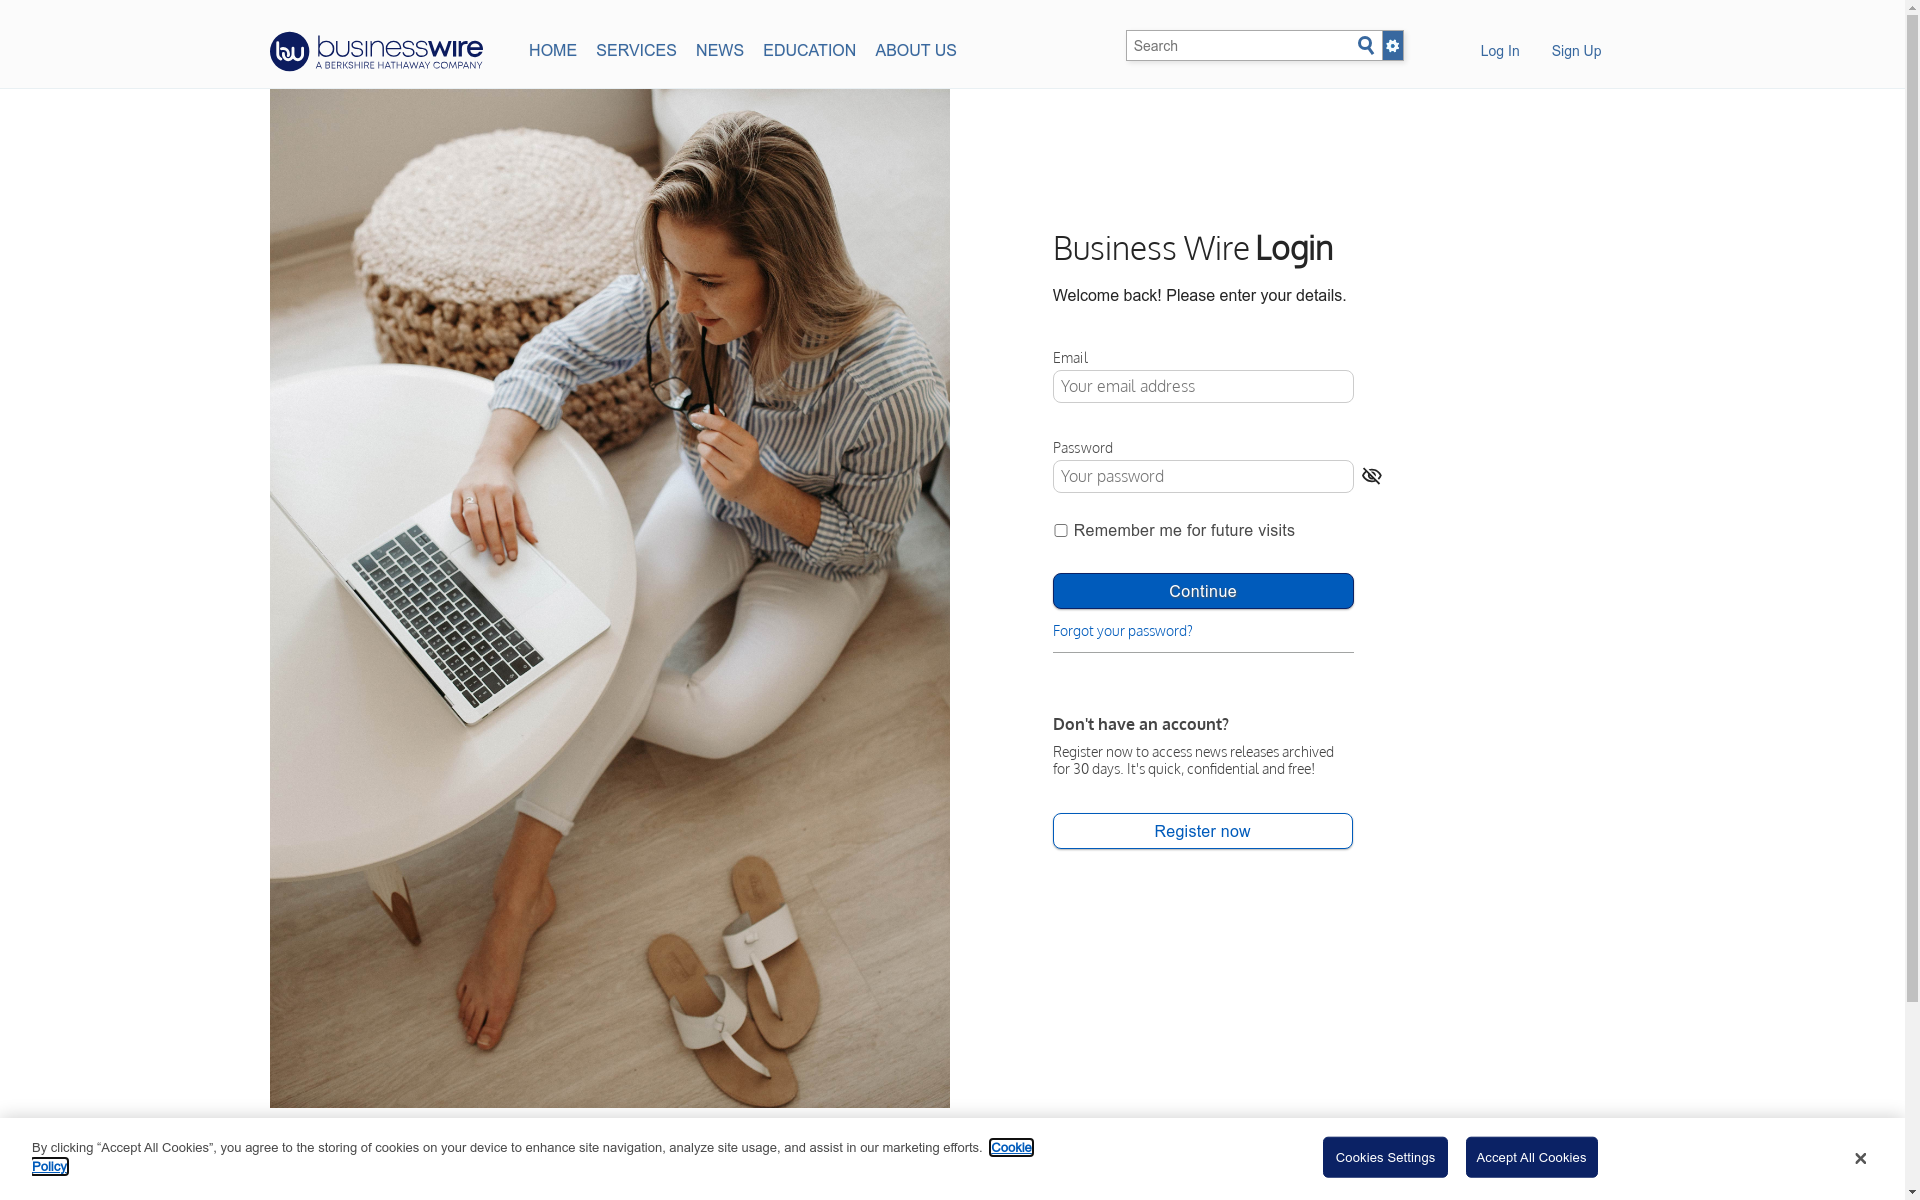 bw businesswire
A BERKSHIRE HATHAWAY COMPANY
HOME SERVICES NEWS EDUCATION ABOUT US
Search
Log In Sign Up
Business Wire Login
Welcome back! Please enter your details.
Email
Your email address
Password
Your password
Remember me for future visits
Continue
Forgot your password?
Don't have an account?
Register now to access news releases archived
for 30 days. It's quick, confidential and free!
Register now
By clicking “Accept All Cookies”, you agree to the storing of cookies on your device to enhance site navigation, analyze site usage, and assist in our marketing efforts. Cookie
Policy
Cookies Settings
Accept All Cookies